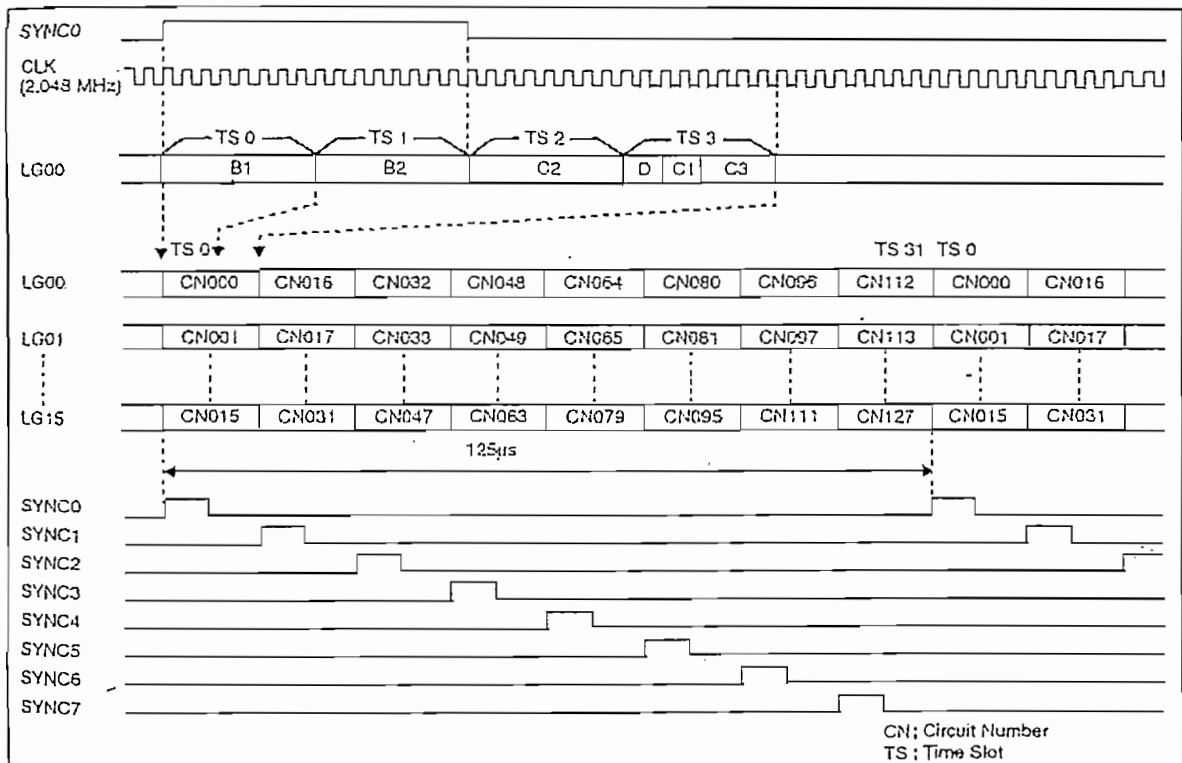 SYNC0
CLK
(2.048 MHz)
TS 0 TS 1 TS 2 TS 3
LG00 B1 B2 C2 D C1 C3
TS 0 TS 31 TS 0
LG00 CN000 CN016 CN032 CN048 CN064 CN080 CN096 CN112 CN000 CN016
LG01 CN001 CN017 CN033 CN049 CN065 CN081 CN097 CN113 CN001 CN017
LG15 CN015 CN031 CN047 CN063 CN079 CN095 CN111 CN127 CN015 CN031
125µs
SYNC0
SYNC1
SYNC2
SYNC3
SYNC4
SYNC5
SYNC6
SYNC7
CN ; Circuit Number
TS ; Time Slot